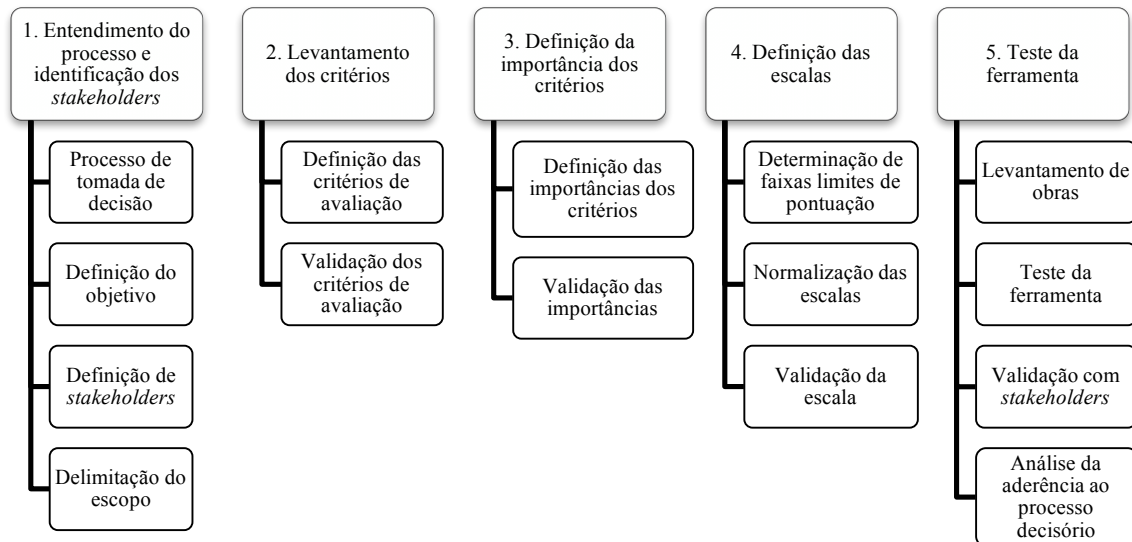 1. Entendimento do
processo e
identificação dos
stakeholders
Processo de
tomada de
decisão
Definição do
objetivo
Definição de
stakeholders
Delimitação do
escopo
2. Levantamento
dos critérios
Definição das
critérios de
avaliação
Validação dos
critérios de
avaliação
3. Definição da
importância dos
critérios
Definição das
importâncias dos
critérios
Validação das
importâncias
4. Definição das
escalas
Determinação de
faixas limites de
pontuação
Normalização das
escalas
Validação da
escala
5. Teste da
ferramenta
Levantamento de
obras
Teste da
ferramenta
Validação com
stakeholders
Análise da
aderência ao
processo
decisório